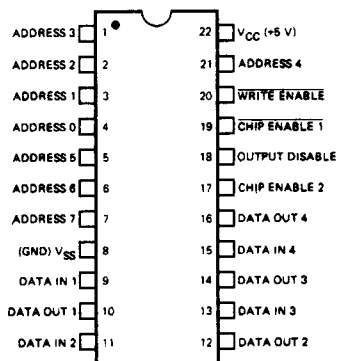 ADDRESS 3 1 22 VCC (+5 V)
ADDRESS 2 2 21 ADDRESS 4
ADDRESS 1 3 20 WRITE ENABLE
ADDRESS 0 4 19 CHIP ENABLE 1
ADDRESS 5 5 18 OUTPUT DISABLE
ADDRESS 6 6 17 CHIP ENABLE 2
ADDRESS 7 7 16 DATA OUT 4
(GND) VSS 8 15 DATA IN 4
DATA IN 1 9 14 DATA OUT 3
DATA OUT 1 10 13 DATA IN 3
DATA IN 2 11 12 DATA OUT 2